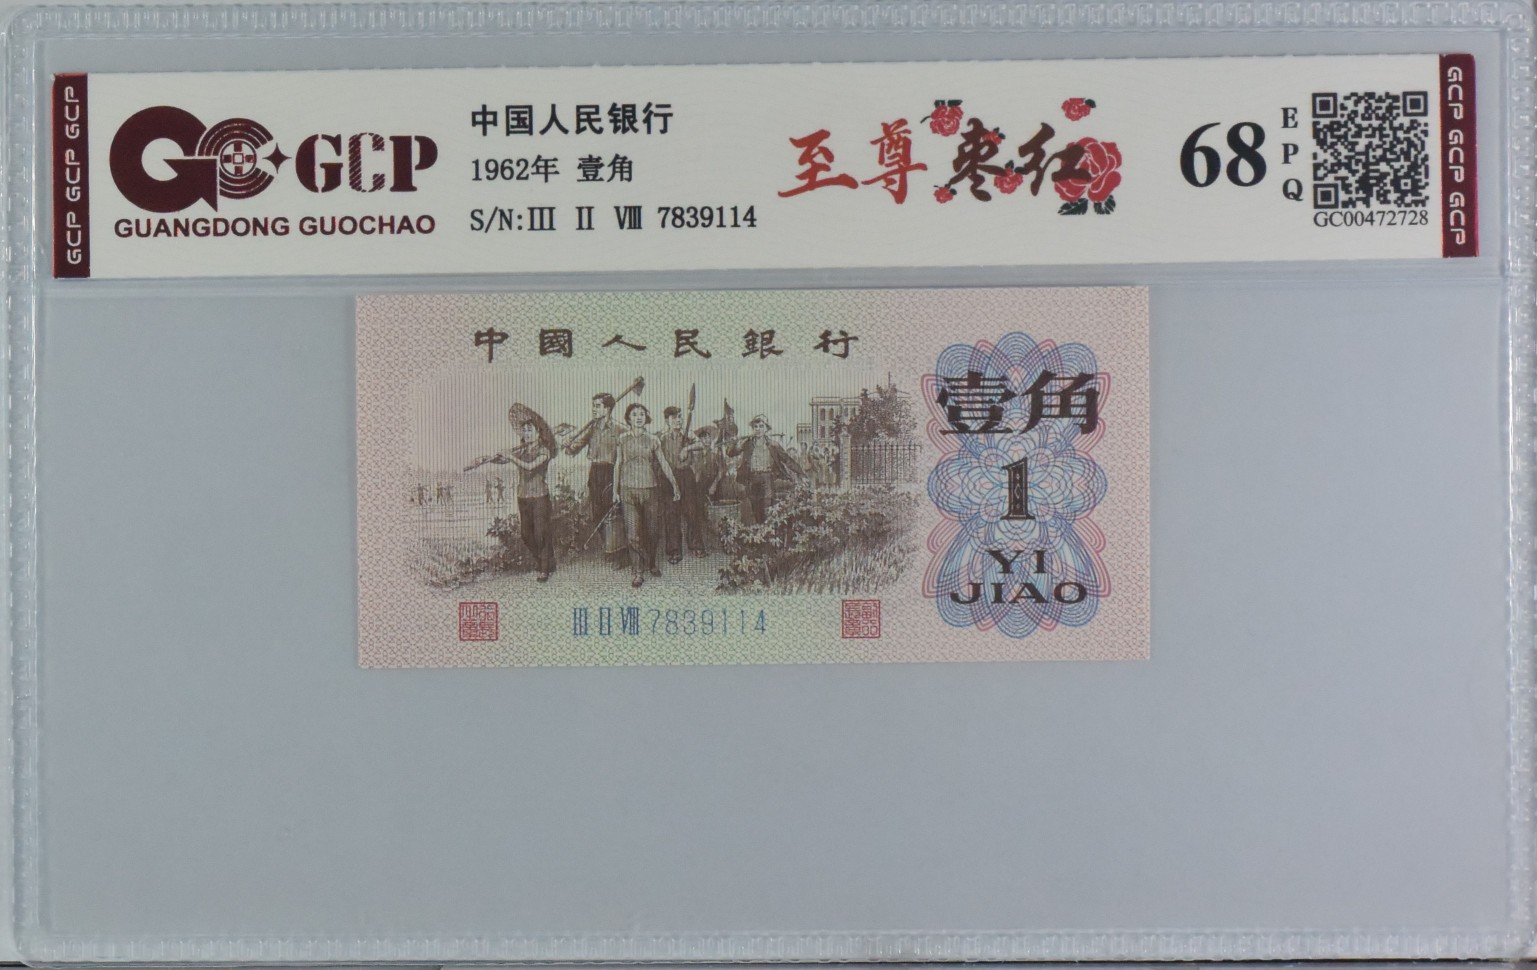 GCP GCP GCP
GCP
GUANGDONG GUOCHAO
中国人民银行
1962年 壹角
S/N:Ⅲ Ⅱ Ⅷ 7839114
至尊枣红
68
EPQ
GC00472728
GCP GCP GCP
中國人民銀行
壹角
1
YI
JIAO
Ⅲ Ⅱ Ⅷ 7839114